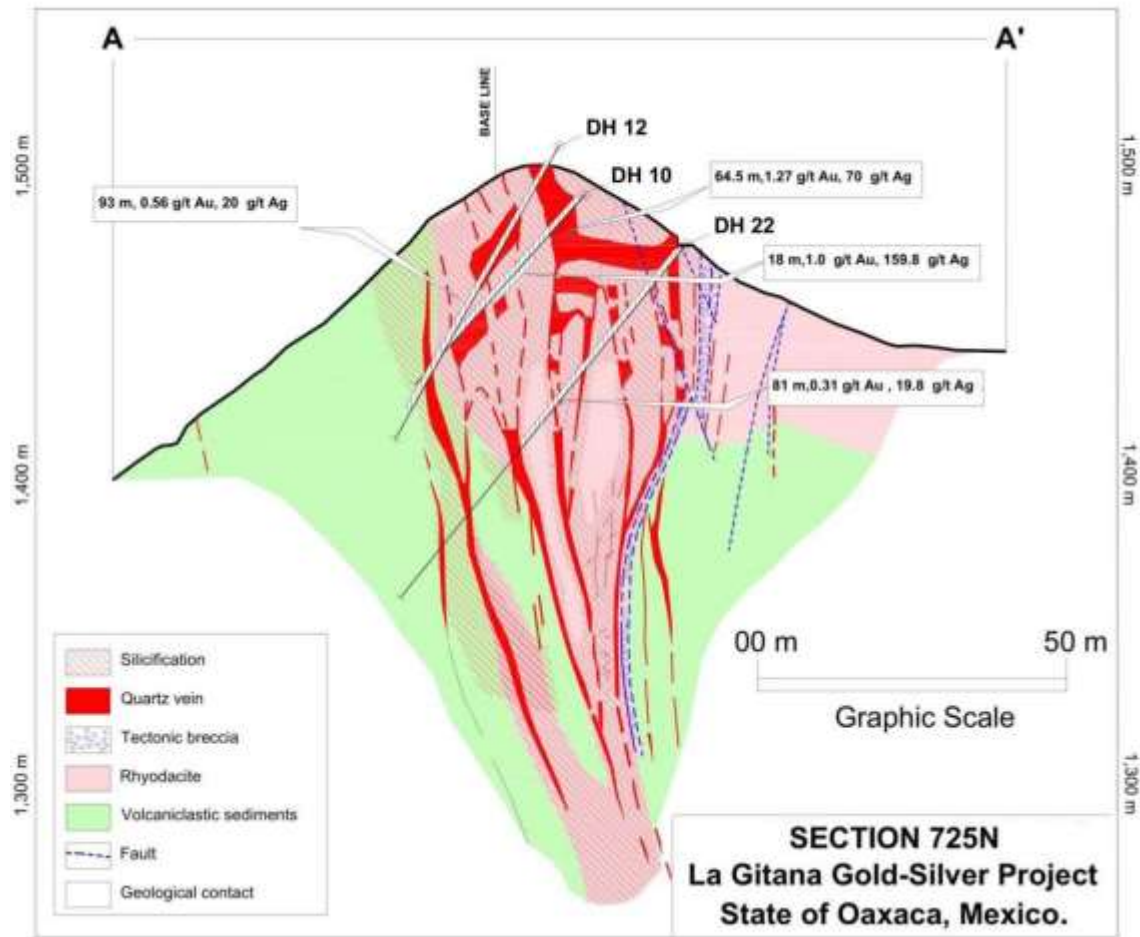 A
A'
BASE LINE
DH 12
1,500 m
1,500 m
DH 10
64.5 m,1.27 g/t Au, 70 g/t Ag
93 m, 0.56 g/t Au, 20 g/t Ag
DH 22
18 m,1.0 g/t Au, 159.8 g/t Ag
81 m,0.31 g/t Au , 19.8 g/t Ag
1,400 m
1,400 m
00 m
50 m
Graphic Scale
Silicification
Quartz vein
Tectonic breccia
Rhyodacite
Volcaniclastic sediments
Fault
Geological contact
1,300 m
1,300 m
SECTION 725N
La Gitana Gold-Silver Project
State of Oaxaca, Mexico.